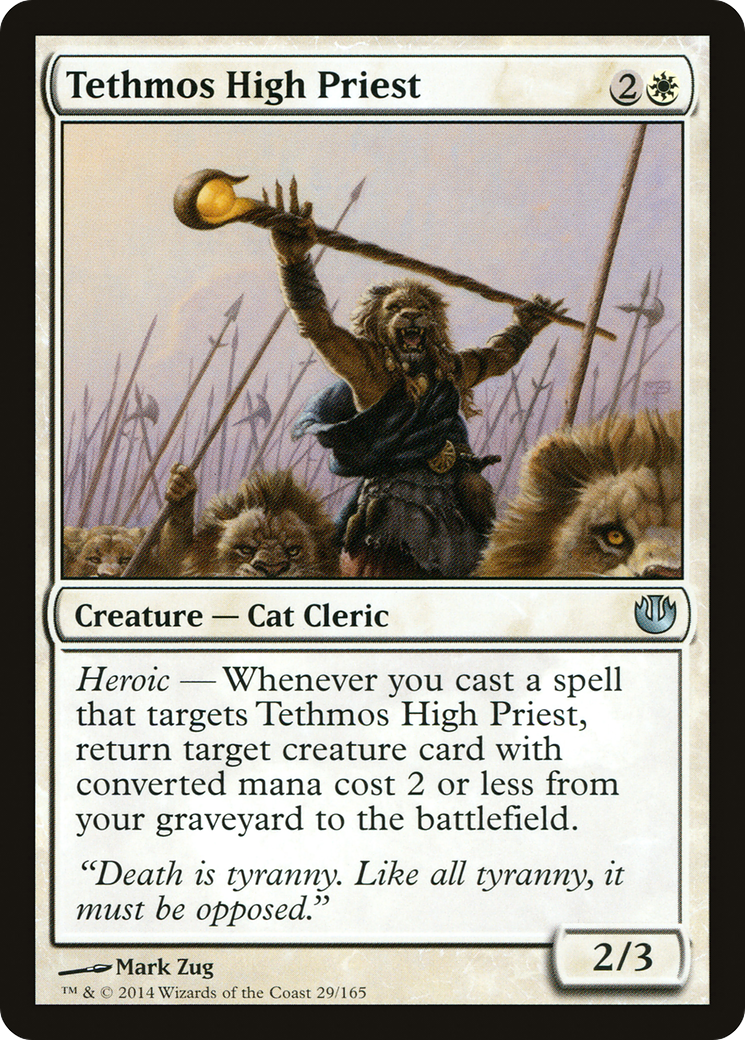 Tethmos High Priest 2
Creature — Cat Cleric
Heroic — Whenever you cast a spell
that targets Tethmos High Priest,
return target creature card with
converted mana cost 2 or less from
your graveyard to the battlefield.
“Death is tyranny. Like all tyranny, it
must be opposed.”
2/3
Mark Zug
™ & © 2014 Wizards of the Coast 29/165